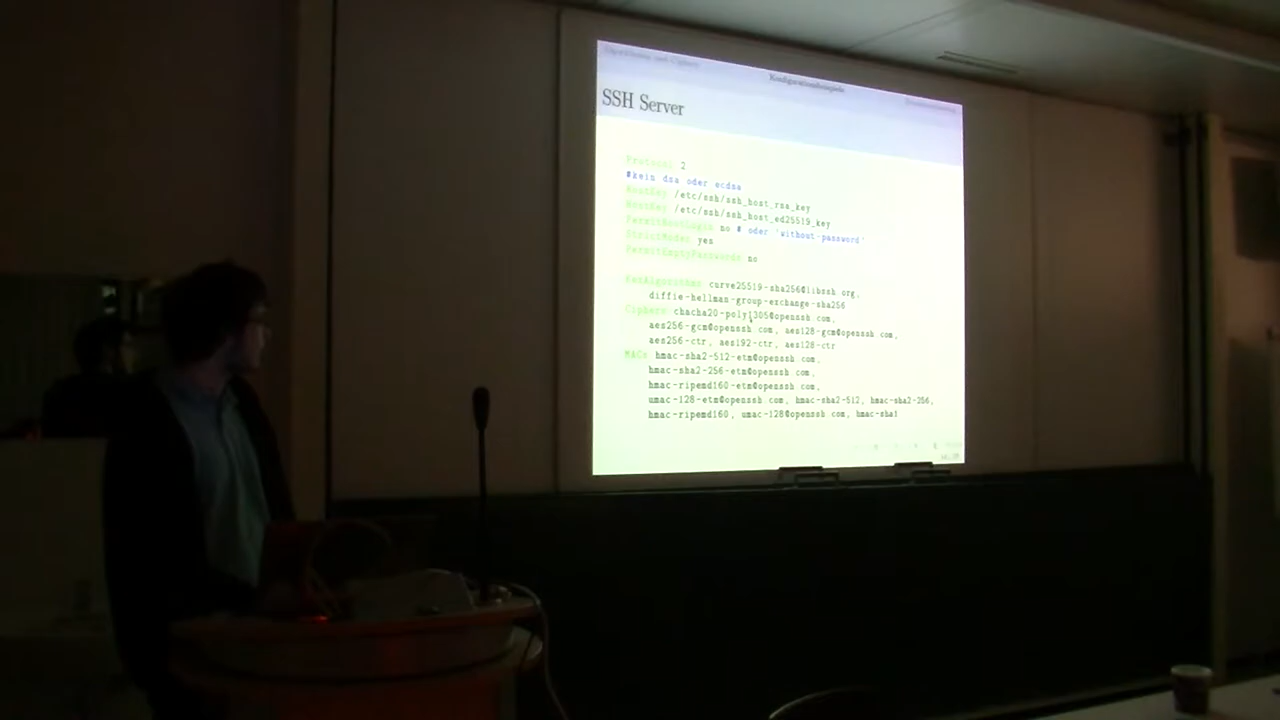 Konfigurationsbeispiele
SSH Server
Protocol 2
#kein dsa oder ecdsa
HostKey /etc/ssh/ssh_host_rsa_key
HostKey /etc/ssh/ssh_host_ed25519_key
PermitRootLogin no # oder 'without-password'
StrictModes yes
PermitEmptyPasswords no
KexAlgorithms curve25519-sha256@libssh.org,
diffie-hellman-group-exchange-sha256
Ciphers chacha20-poly1305@openssh.com,
aes256-gcm@openssh.com, aes128-gcm@openssh.com,
aes256-ctr, aes192-ctr, aes128-ctr
MACs hmac-sha2-512-etm@openssh.com,
hmac-sha2-256-etm@openssh.com,
hmac-ripemd160-etm@openssh.com,
umac-128-etm@openssh.com, hmac-sha2-512, hmac-sha2-256,
hmac-ripemd160, umac-128@openssh.com, hmac-sha1